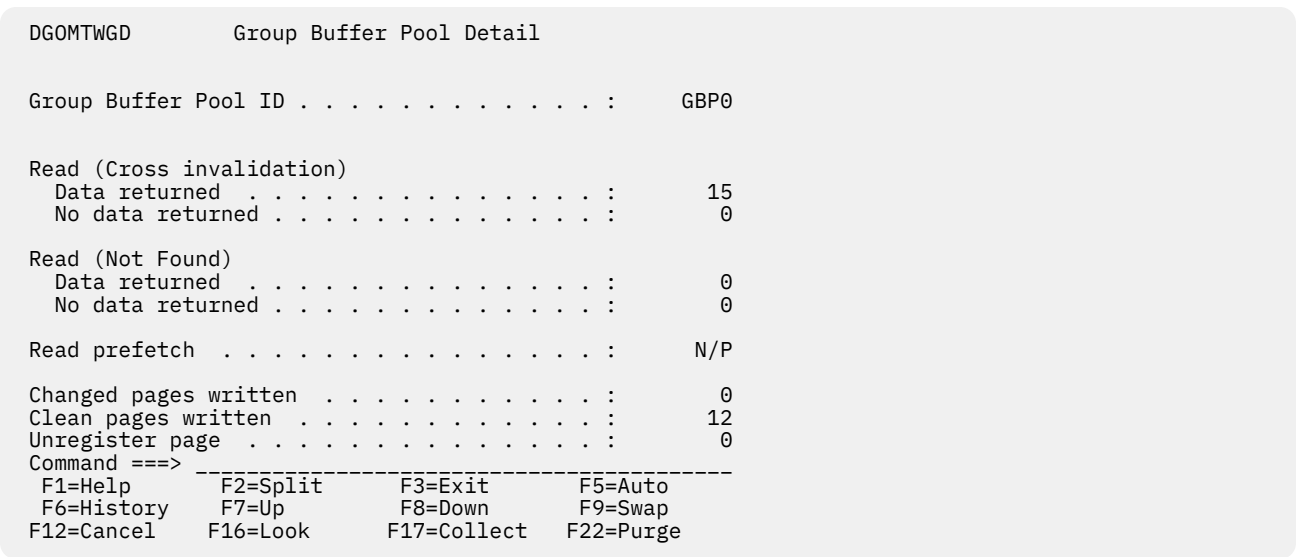 DGOMTWGD        Group Buffer Pool Detail
Group Buffer Pool ID . . . . . . . . . . . . :     GBP0
Read (Cross invalidation)
  Data returned  . . . . . . . . . . . . . . :       15
  No data returned . . . . . . . . . . . . . :        0
Read (Not Found)
  Data returned  . . . . . . . . . . . . . . :        0
  No data returned . . . . . . . . . . . . . :        0
Read prefetch  . . . . . . . . . . . . . . . :      N/P
Changed pages written  . . . . . . . . . . . :        0
Clean pages written  . . . . . . . . . . . . :       12
Unregister page  . . . . . . . . . . . . . . :        0
Command ===> __________________________________________
 F1=Help       F2=Split      F3=Exit       F5=Auto
 F6=History    F7=Up         F8=Down       F9=Swap
F12=Cancel    F16=Look      F17=Collect   F22=Purge